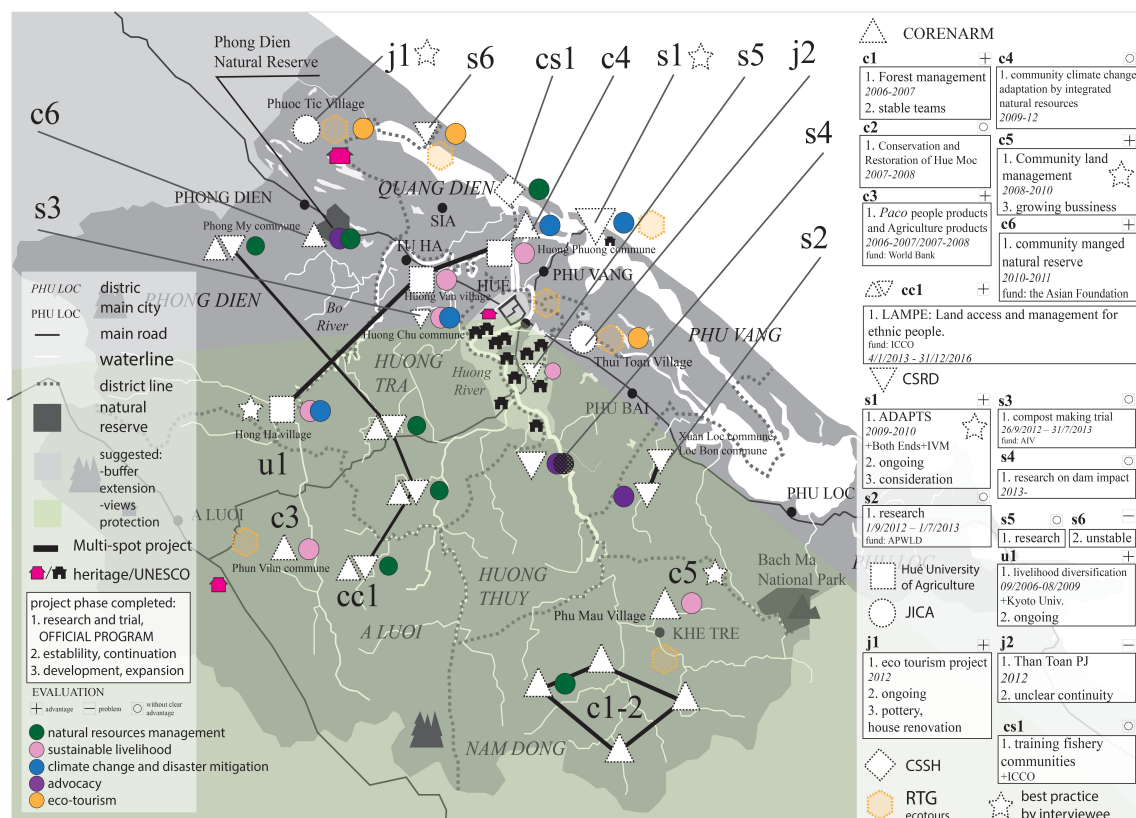 Phong Dien
Natural Reserve
j1
s6
cs1
c4
s1
s5
j2
c6
s4
s3
s2
Phuoc Tic Village
PHONG DIEN
QUANG DIEN
SIA
Phong My commune
TU HA
Huong Phuong commune
PHU VANG
HUE
Huong Van village
PHONG DIEN
Bo
River
Huong Chu commune
PHU VANG
Thui Toan Village
HUONG
TRA
Huong
River
PHU BAI
Hong Ha village
Xuan Loc commune
Loc Bon commune
u1
PHU LOC
A LUOI
c3
Phun Vihn commune
cc1
HUONG
THUY
c5
Bach Ma
National Park
PHU LOC
Phu Mau Village
A LUOI
KHE TRE
c1-2
NAM DONG
PHU LOC distric
PHU LOC main city
main road
waterline
district line
natural
reserve
suggested:
-buffer
extension
-views
protection
Multi-spot project
/ heritage/UNESCO
project phase completed:
1. research and trial,
OFFICIAL PROGRAM
2. establility, continuation
3. development, expansion
EVALUATION
+ advantage − problem ○ without clear
advantage
natural resources management
sustainable livelihood
climate change and disaster mitigation
advocacy
eco-tourism
CORENARM
c1 +
1. Forest management
2006-2007
2. stable teams
c2 ○
1. Conservation and
Restoration of Hue Moc
2007-2008
c3 +
1. Paco people products
and Agriculture products
2006-2007/2007-2008
fund: World Bank
c4 ○
1. community climate change
adaptation by integrated
natural resources
2009-12
c5 +
1. Community land
management
2008-2010
3. growing bussiness
c6 +
1. community manged
natural reserve
2010-2011
fund: the Asian Foundation
cc1 +
1. LAMPE: Land access and management for
ethnic people.
fund: ICCO
4/1/2013 - 31/12/2016
CSRD
s1 +
1. ADAPTS
2009-2010
+Both Ends+IVM
2. ongoing
3. consideration
s2 ○
1. research
1/9/2012 – 1/7/2013
fund: APWLD
s3 ○
1. compost making trial
26/9/2012 – 31/7/2013
fund: AIV
s4 ○
1. research on dam impact
2013-
s5 ○
1. research
s6 −
2. unstable
Hue University
of Agriculture
JICA
u1 +
1. livelihood diversification
09/2006-08/2009
+Kyoto Univ.
2. ongoing
j1 +
1. eco tourism project
2012
2. ongoing
3. pottery,
house renovation
j2 −
1. Than Toan PJ
2012
2. unclear continuity
cs1 ○
1. training fishery
communities
+ICCO
CSSH
RTG
ecotours
best practice
by interviewee